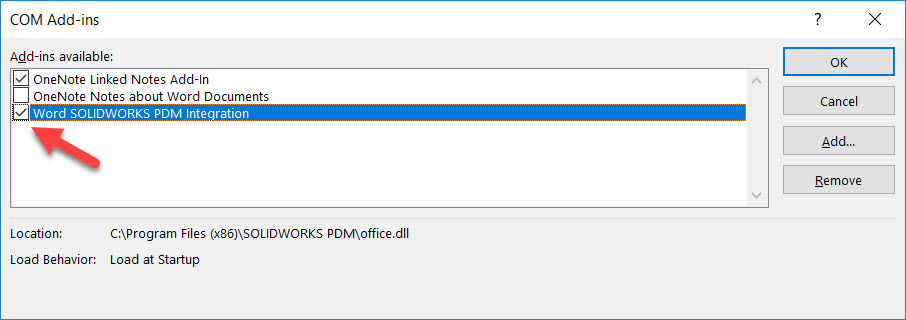 COM Add-ins
?
Add-ins available:
OneNote Linked Notes Add-In
OneNote Notes about Word Documents
Word SOLIDWORKS PDM Integration
OK
Cancel
Add...
Remove
Location: C:\Program Files (x86)\SOLIDWORKS PDM\office.dll
Load Behavior: Load at Startup